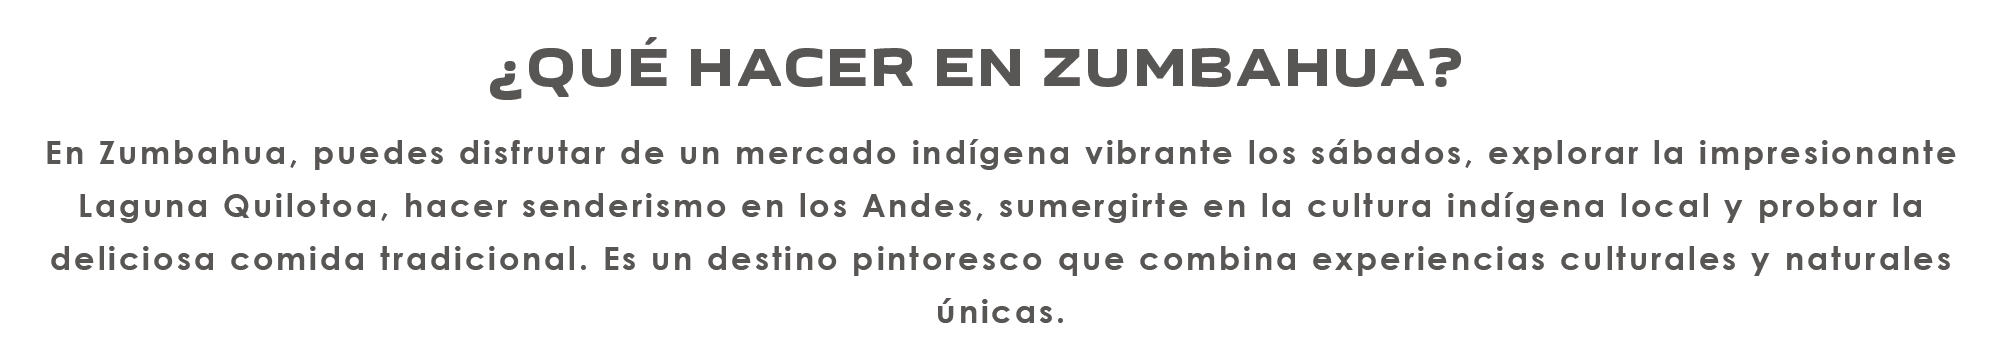 ¿QUÉ HACER EN ZUMBAHUA?
En Zumbahua, puedes disfrutar de un mercado indígena vibrante los sábados, explorar la impresionante
Laguna Quilotoa, hacer senderismo en los Andes, sumergirte en la cultura indígena local y probar la
deliciosa comida tradicional. Es un destino pintoresco que combina experiencias culturales y naturales
únicas.